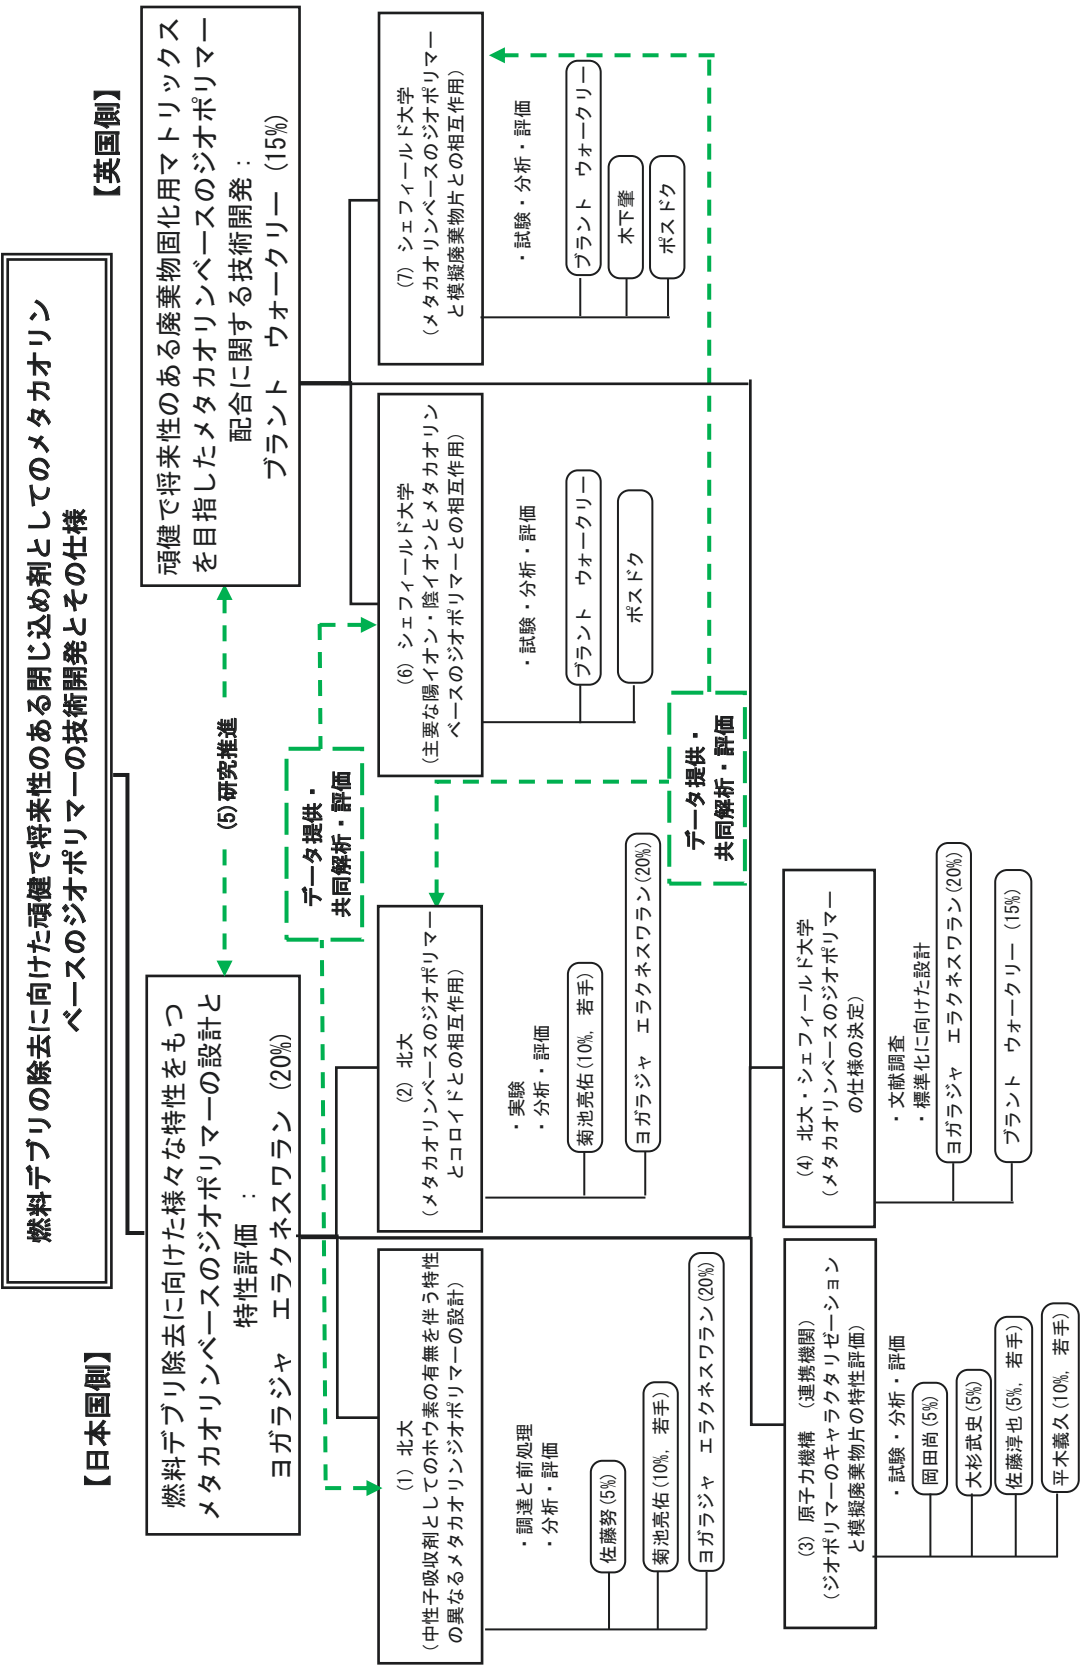 燃料デブリの除去に向けた頑健で将来性のある閉じ込め剤としてのメタカオリン
ベースのジオポリマーの技術開発とその仕様
【日本国側】
【英国側】
燃料デブリ除去に向けた様々な特性をもつ
メタカオリンベースのジオポリマーの設計と
特性評価 :
ヨガラジャ エラクネスワラン (20%)
(5)研究推進
頑健で将来性のある廃棄物固化用マトリックス
を目指したメタカオリンベースのジオポリマー
配合に関する技術開発 :
ブラント ウォークリー (15%)
データ提供・
共同解析・評価
(1) 北大
(中性子吸収剤としてのホウ素の有無を伴う特性
の異なるメタカオリンジオポリマーの設計)
・調達と前処理
・分析・評価
佐藤努(5%)
菊池亮佑(10%, 若手)
ヨガラジャ エラクネスワラン(20%)
(2) 北大
(メタカオリンベースのジオポリマー
とコロイドとの相互作用)
・実験
・分析・評価
菊池亮佑(10%, 若手)
ヨガラジャ エラクネスワラン(20%)
(6) シェフィールド大学
(主要な陽イオン・陰イオンとメタカオリン
ベースのジオポリマーとの相互作用)
・試験・分析・評価
ブラント ウォークリー
ポスドク
(7) シェフィールド大学
(メタカオリンベースのジオポリマー
と模擬廃棄物片との相互作用)
・試験・分析・評価
ブラント ウォークリー
木下肇
ポスドク
データ提供・
共同解析・評価
(3) 原子力機構 (連携機関)
(ジオポリマーのキャラクタリゼーション
と模擬廃棄物片の特性評価)
・試験・分析・評価
岡田尚(5%)
大杉武史(5%)
佐藤淳也(5%, 若手)
平木義久(10%, 若手)
(4) 北大・シェフィールド大学
(メタカオリンベースのジオポリマー
の仕様の決定)
・文献調査
・標準化に向けた設計
ヨガラジャ エラクネスワラン(20%)
ブラント ウォークリー (15%)